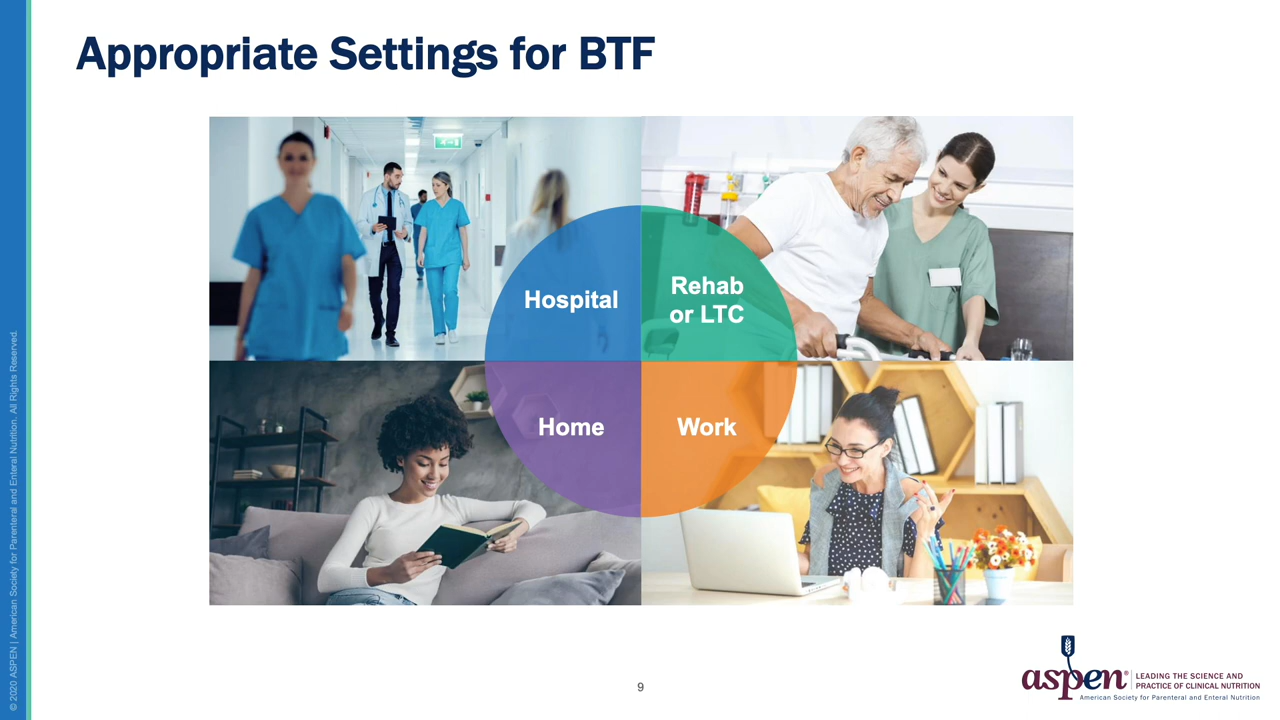 Appropriate Settings for BTF
Hospital
Rehab
or LTC
Home
Work
© 2020 ASPEN | American Society for Parenteral and Enteral Nutrition. All Rights Reserved.
9
aspen®
LEADING THE SCIENCE AND
PRACTICE OF CLINICAL NUTRITION
American Society for Parenteral and Enteral Nutrition